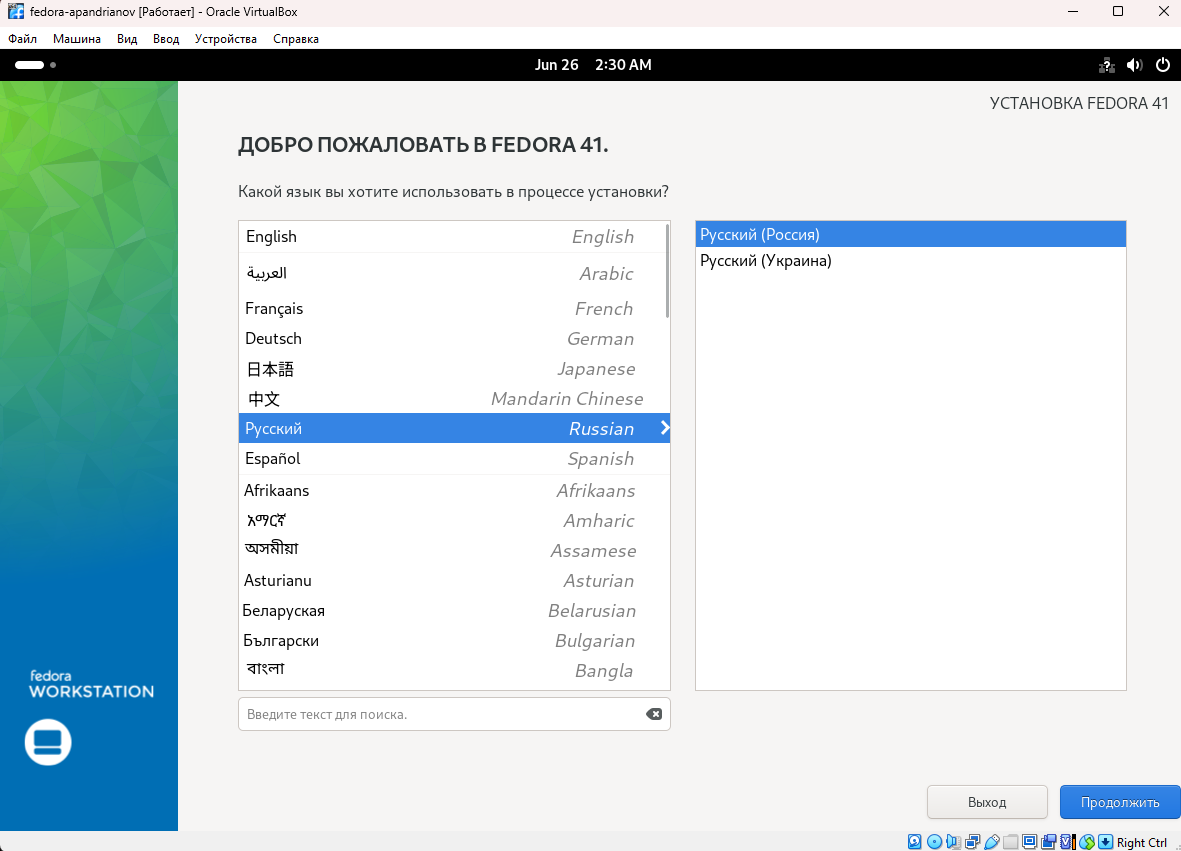 fedora-apandrianov [Работает] - Oracle VirtualBox
Файл Машина Вид Ввод Устройства Справка
Jun 26 2:30 AM
УСТАНОВКА FEDORA 41
ДОБРО ПОЖАЛОВАТЬ В FEDORA 41.
Какой язык вы хотите использовать в процессе установки?
English English
العربية Arabic
Français French
Deutsch German
日本語 Japanese
中文 Mandarin Chinese
Русский Russian
Español Spanish
Afrikaans Afrikaans
አማርኛ Amharic
অসমীয়া Assamese
Asturianu Asturian
Беларуская Belarusian
Български Bulgarian
বাংলা Bangla
Русский (Россия)
Русский (Украина)
Введите текст для поиска.
fedora
WORKSTATION
Выход Продолжить
Right Ctrl